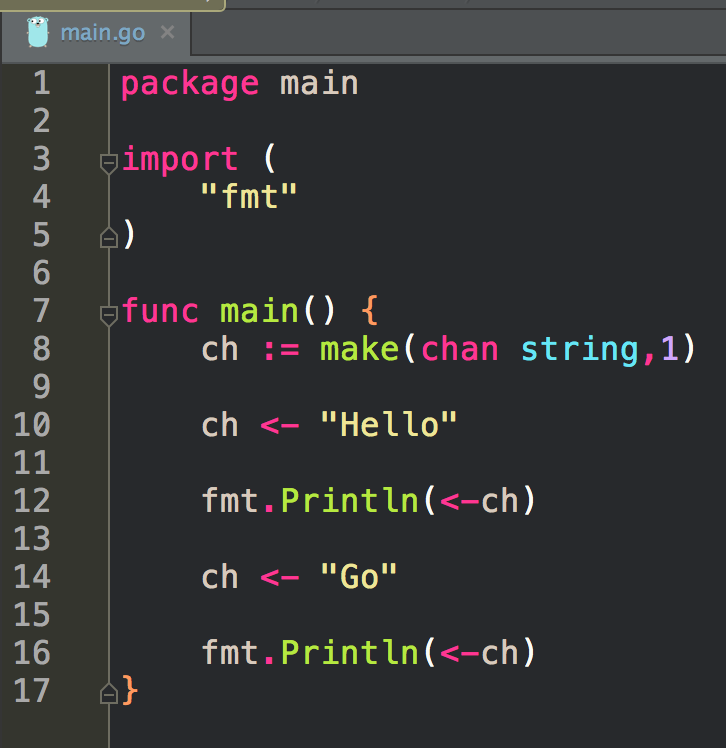 main.go ×
1 package main
2
3 import (
4     "fmt"
5 )
6
7 func main() {
8     ch := make(chan string,1)
9
10     ch <- "Hello"
11
12     fmt.Println(<-ch)
13
14     ch <- "Go"
15
16     fmt.Println(<-ch)
17 }